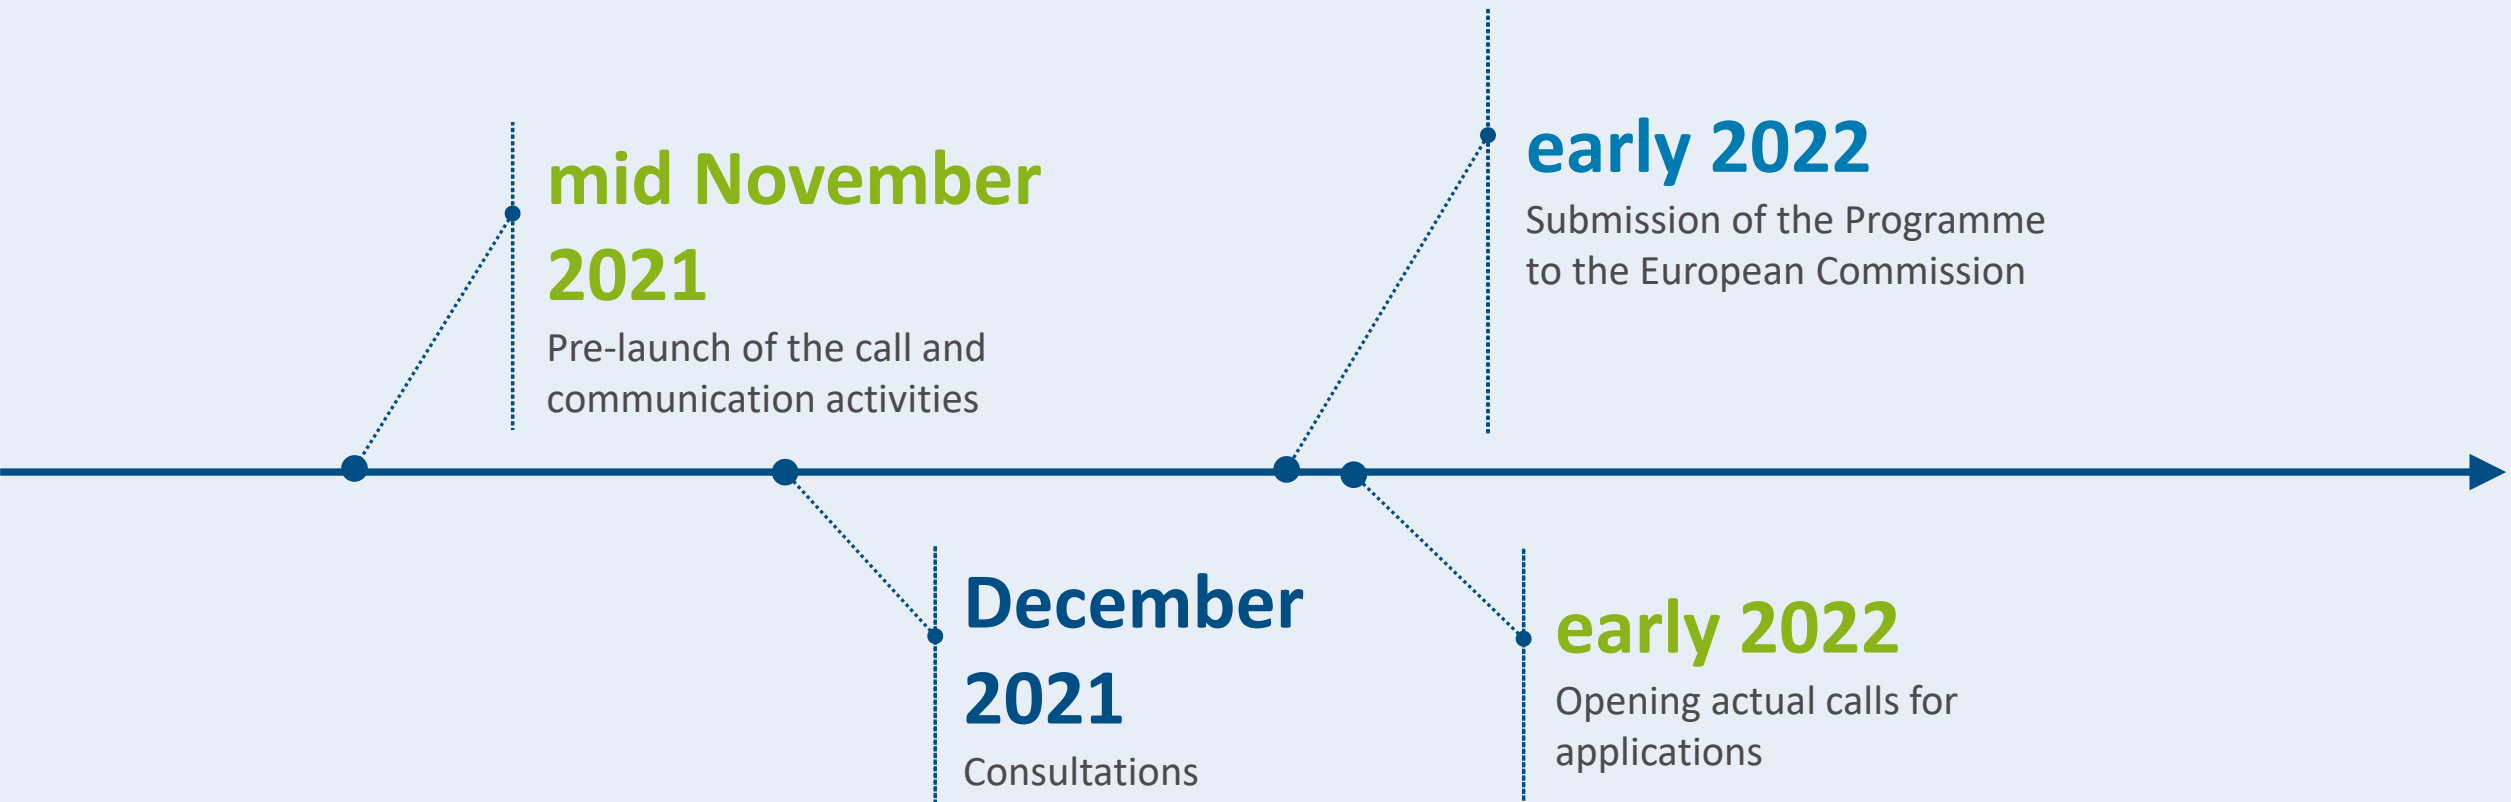 mid November
2021
Pre-launch of the call and
communication activities
December
2021
Consultations
early 2022
Submission of the Programme
to the European Commission
early 2022
Opening actual calls for
applications